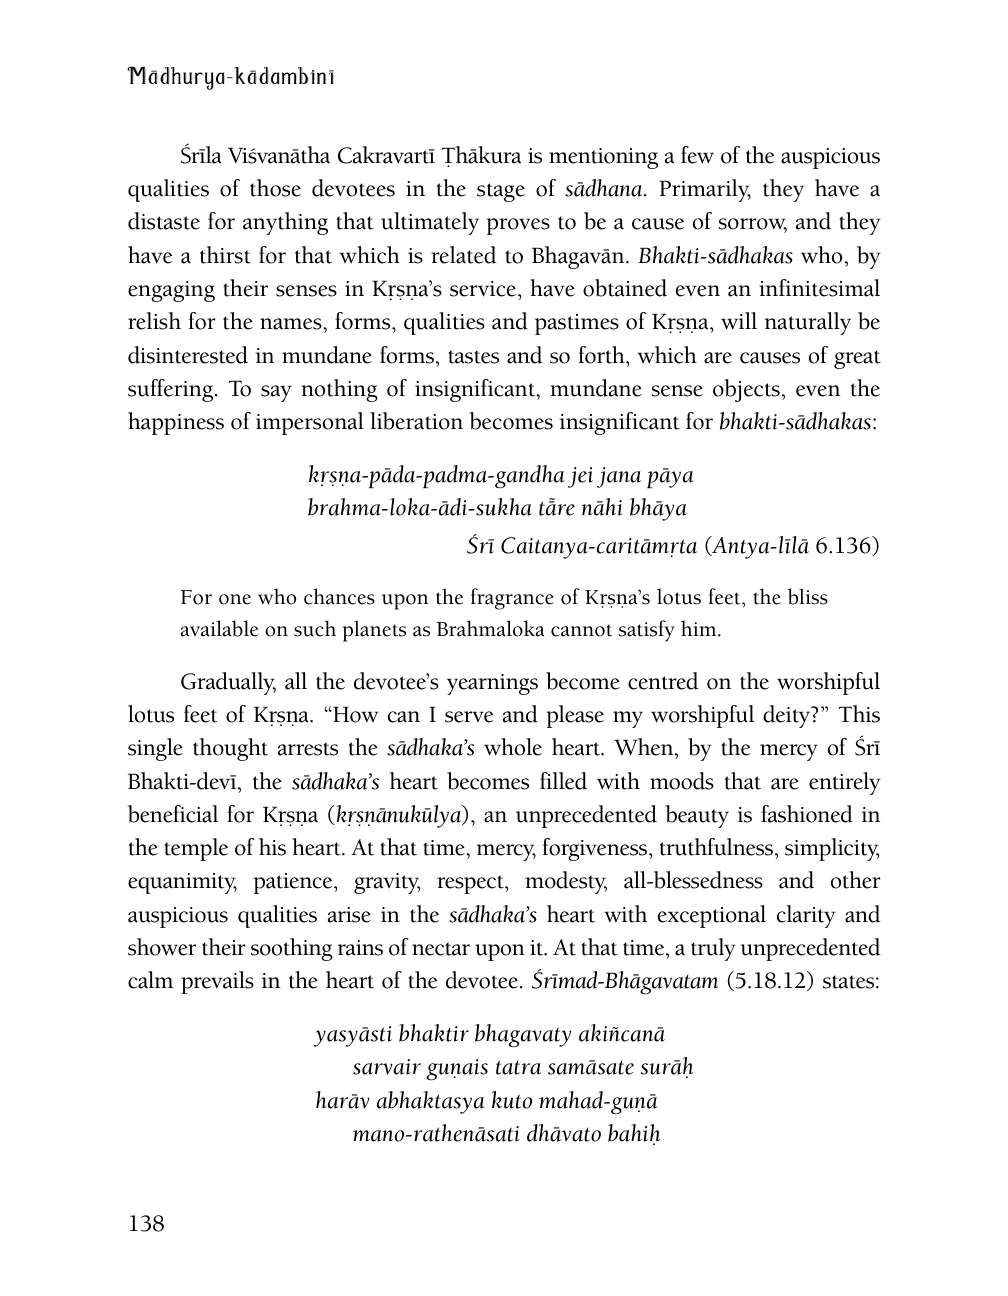 Mādhurya-kādambinī
Śrīla Viśvanātha Cakravartī Ṭhākura is mentioning a few of the auspicious
qualities of those devotees in the stage of sādhana. Primarily, they have a
distaste for anything that ultimately proves to be a cause of sorrow, and they
have a thirst for that which is related to Bhagavān. Bhakti-sādhakas who, by
engaging their senses in Kṛṣṇa’s service, have obtained even an infinitesimal
relish for the names, forms, qualities and pastimes of Kṛṣṇa, will naturally be
disinterested in mundane forms, tastes and so forth, which are causes of great
suffering. To say nothing of insignificant, mundane sense objects, even the
happiness of impersonal liberation becomes insignificant for bhakti-sādhakas:
kṛṣṇa-pāda-padma-gandha jei jana pāya
brahma-loka-ādi-sukha tā̃re nāhi bhāya
Śrī Caitanya-caritāmṛta (Antya-līlā 6.136)
For one who chances upon the fragrance of Kṛṣṇa’s lotus feet, the bliss
available on such planets as Brahmaloka cannot satisfy him.
Gradually, all the devotee’s yearnings become centred on the worshipful
lotus feet of Kṛṣṇa. “How can I serve and please my worshipful deity?” This
single thought arrests the sādhaka’s whole heart. When, by the mercy of Śrī
Bhakti-devī, the sādhaka’s heart becomes filled with moods that are entirely
beneficial for Kṛṣṇa (kṛṣṇānukūlya), an unprecedented beauty is fashioned in
the temple of his heart. At that time, mercy, forgiveness, truthfulness, simplicity,
equanimity, patience, gravity, respect, modesty, all-blessedness and other
auspicious qualities arise in the sādhaka’s heart with exceptional clarity and
shower their soothing rains of nectar upon it. At that time, a truly unprecedented
calm prevails in the heart of the devotee. Śrīmad-Bhāgavatam (5.18.12) states:
yasyāsti bhaktir bhagavaty akiñcanā
sarvair guṇais tatra samāsate surāḥ
harāv abhaktasya kuto mahad-guṇā
mano-rathenāsati dhāvato bahiḥ
138